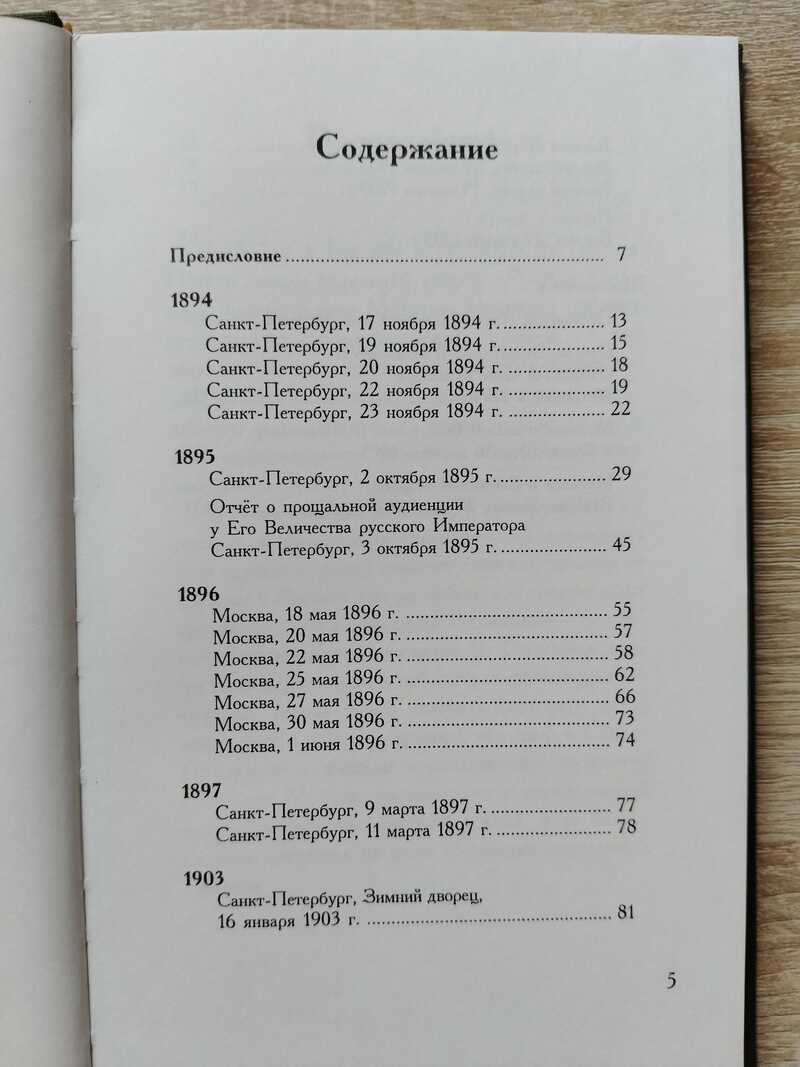 Содержание
Предисловие ........ 7
1894
Санкт-Петербург, 17 ноября 1894 г. ........ 13
Санкт-Петербург, 19 ноября 1894 г. ........ 15
Санкт-Петербург, 20 ноября 1894 г. ........ 18
Санкт-Петербург, 22 ноября 1894 г. ........ 19
Санкт-Петербург, 23 ноября 1894 г. ........ 22
1895
Санкт-Петербург, 2 октября 1895 г. ........ 29
Отчёт о прощальной аудиенции
у Его Величества русского Императора
Санкт-Петербург, 3 октября 1895 г. ........ 45
1896
Москва, 18 мая 1896 г. ........ 55
Москва, 20 мая 1896 г. ........ 57
Москва, 22 мая 1896 г. ........ 58
Москва, 25 мая 1896 г. ........ 62
Москва, 27 мая 1896 г. ........ 66
Москва, 30 мая 1896 г. ........ 73
Москва, 1 июня 1896 г. ........ 74
1897
Санкт-Петербург, 9 марта 1897 г. ........ 77
Санкт-Петербург, 11 марта 1897 г. ........ 78
1903
Санкт-Петербург, Зимний дворец,
16 января 1903 г. ........ 81
5